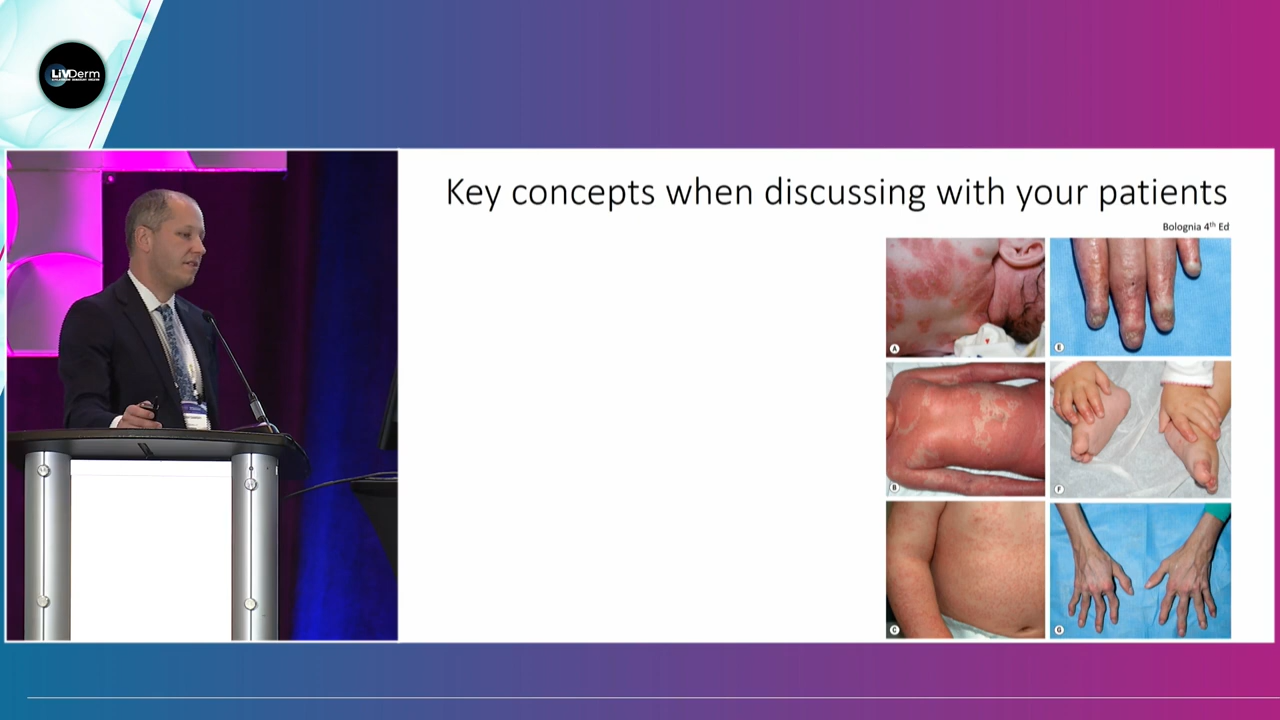 LiVDerm
Key concepts when discussing with your patients
Bolognia 4th Ed
A
E
B
F
C
G